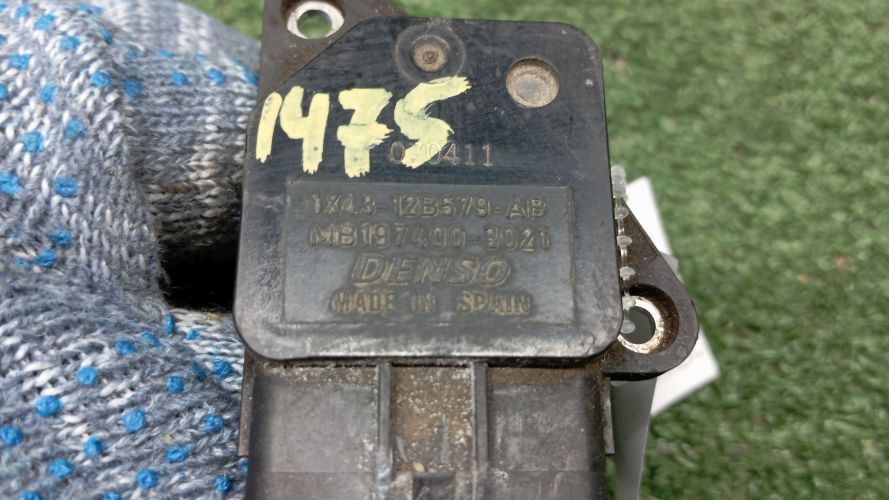 1475
070411
1X43-12B579-AB
MB197400-3021
DENSO
MADE IN SPAIN